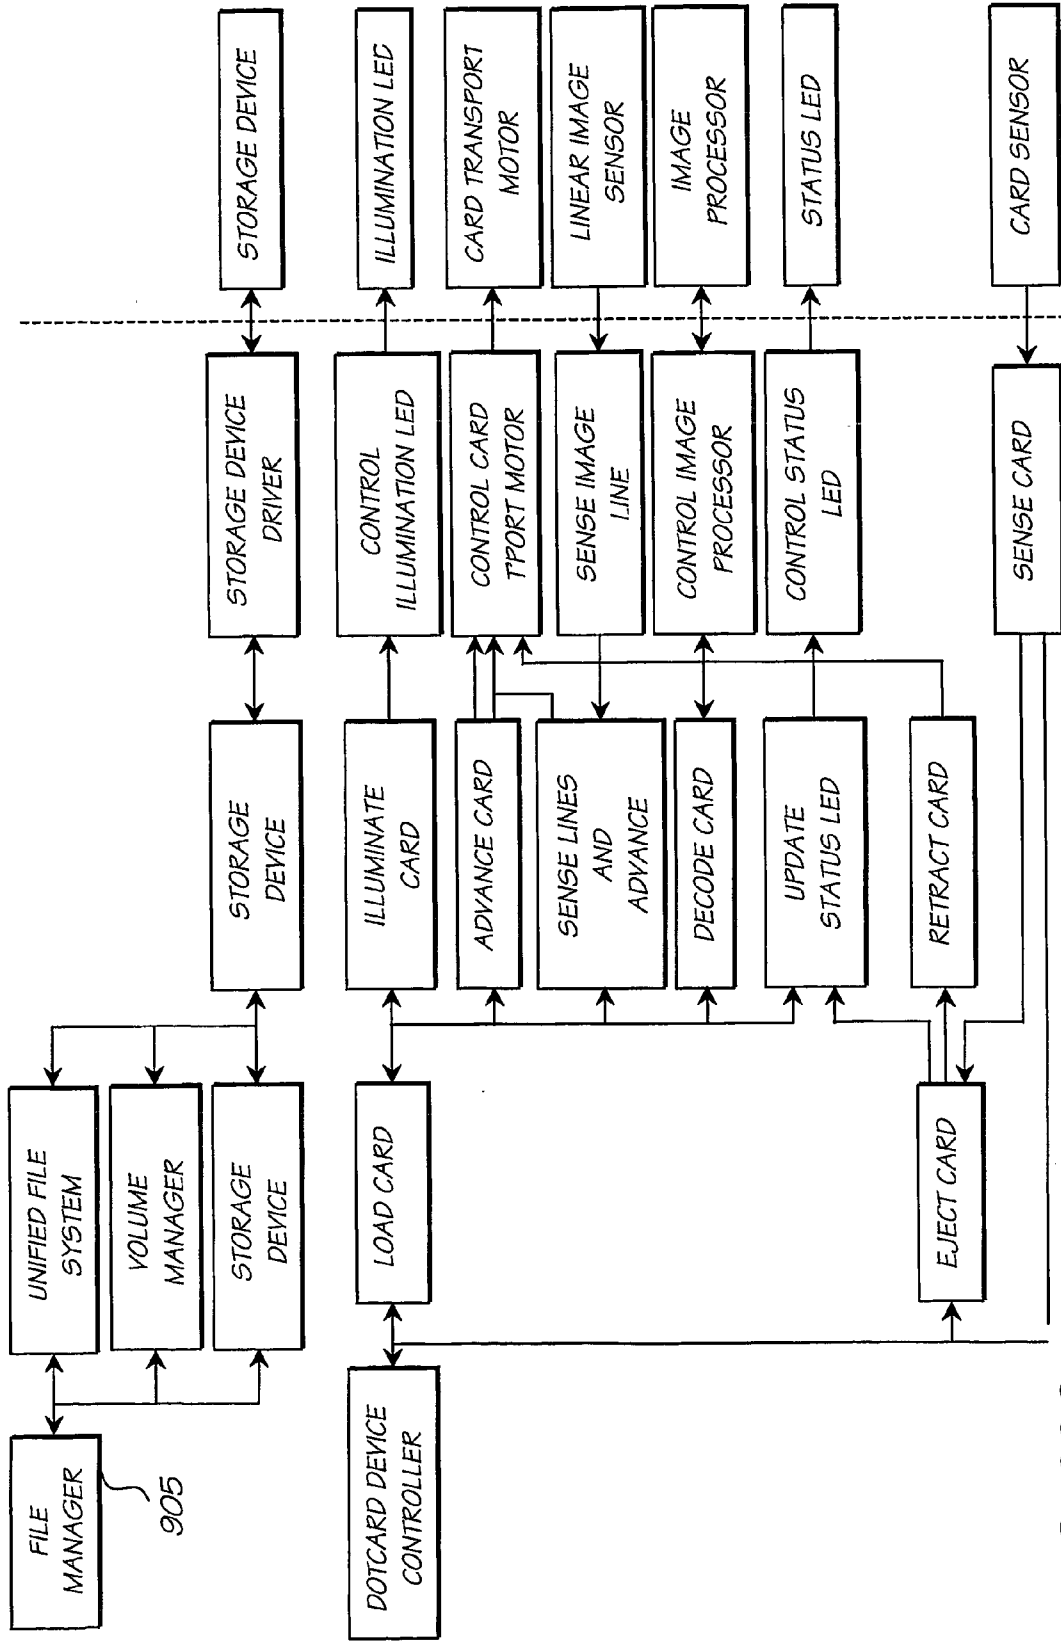 FILE
MANAGER
905
UNIFIED FILE
SYSTEM
VOLUME
MANAGER
STORAGE
DEVICE
STORAGE
DEVICE
STORAGE DEVICE
DRIVER
STORAGE DEVICE
DOTCARD DEVICE
CONTROLLER
LOAD CARD
ILLUMINATE
CARD
CONTROL
ILLUMINATION LED
ILLUMINATION LED
ADVANCE CARD
CONTROL CARD
T'PORT MOTOR
CARD TRANSPORT
MOTOR
SENSE LINES
AND
ADVANCE
SENSE IMAGE
LINE
LINEAR IMAGE
SENSOR
DECODE CARD
CONTROL IMAGE
PROCESSOR
IMAGE
PROCESSOR
UPDATE
STATUS LED
CONTROL STATUS
LED
STATUS LED
EJECT CARD
RETRACT CARD
SENSE CARD
CARD SENSOR